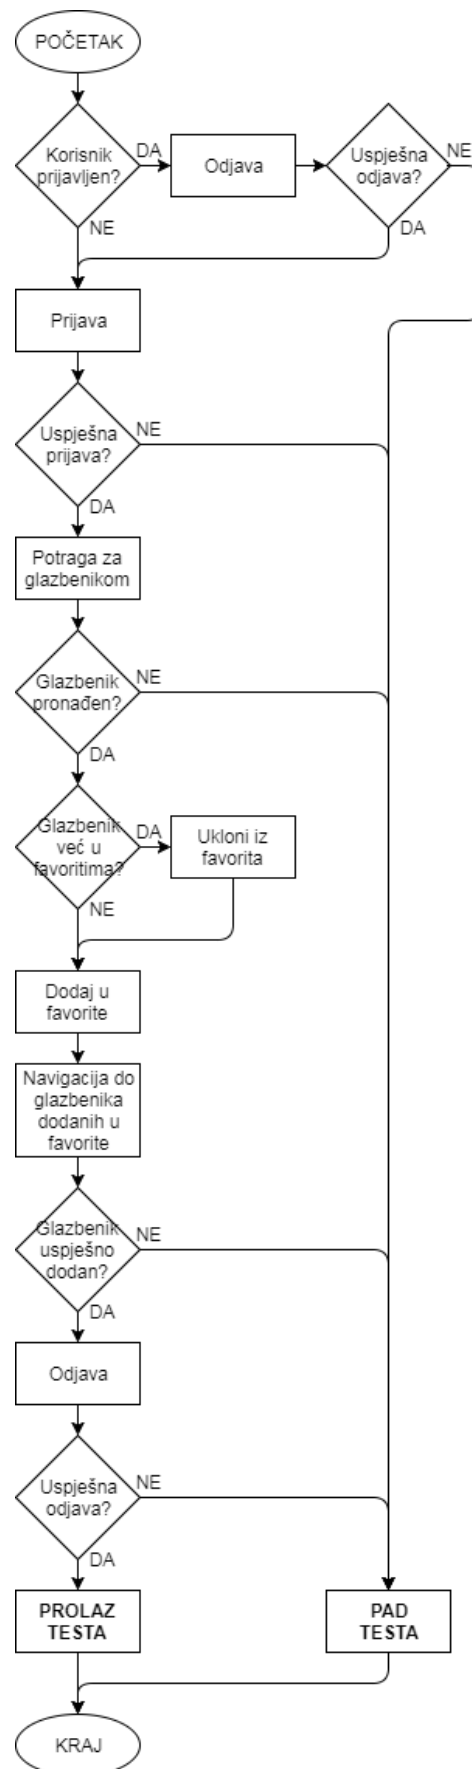 POČETAK
Korisnik
prijavljen?
DA
Odjava
Uspješna
odjava?
NE
NE
DA
Prijava
Uspješna
prijava?
NE
DA
Potraga za
glazbenikom
Glazbenik
pronađen?
NE
DA
Glazbenik
već u
favoritima?
DA
Ukloni iz
favorita
NE
Dodaj u
favorite
Navigacija do
glazbenika
dodanih u
favorite
Glazbenik
uspješno
dodan?
NE
DA
Odjava
Uspješna
odjava?
NE
DA
PROLAZ
TESTA
PAD
TESTA
KRAJ